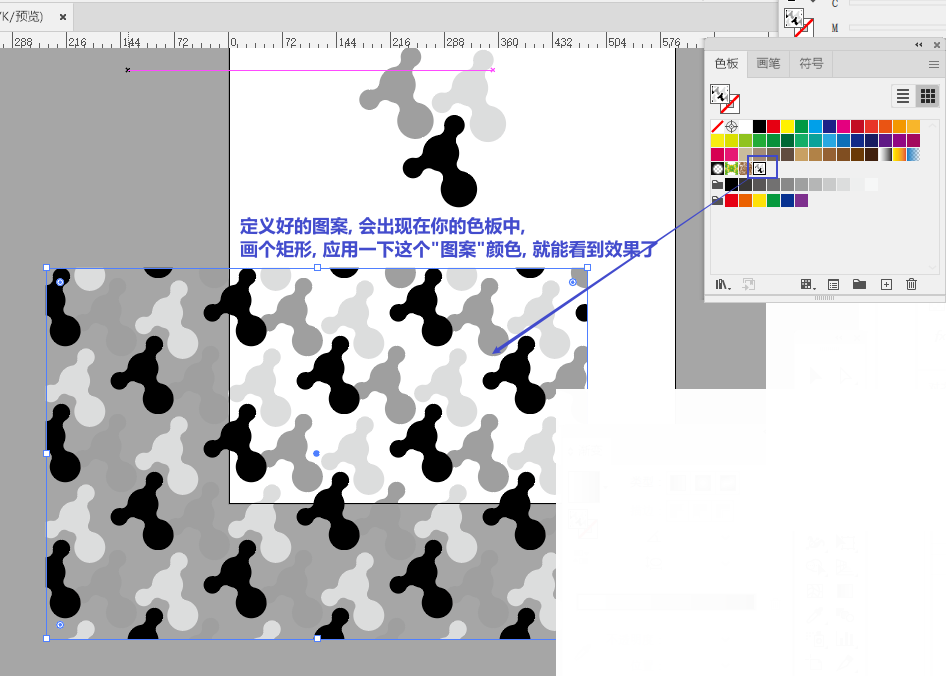 /K/预览)
C
M
288 216 144 72 0 72 144 216 288 360 432 504 576
色板 画笔 符号
定义好的图案, 会出现在你的色板中,
画个矩形, 应用一下这个"图案"颜色, 就能看到效果了